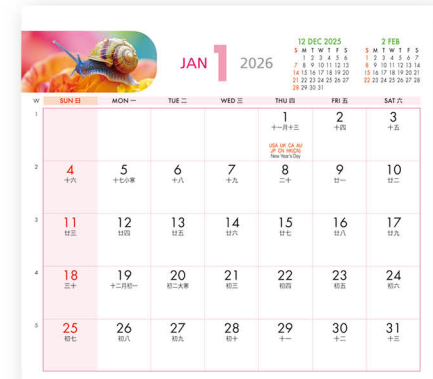 JAN 1 2026
12 DEC 2025
S M T W T F S
1 2 3 4 5 6
7 8 9 10 11 12 13
14 15 16 17 18 19 20
21 22 23 24 25 26 27
28 29 30 31
2 FEB
S M T W T F S
1 2 3 4 5 6 7
8 9 10 11 12 13 14
15 16 17 18 19 20 21
22 23 24 25 26 27 28
W SUN 日 MON 一 TUE 二 WED 三 THU 四 FRI 五 SAT 六
1
1 2 3
十一月十三 十四 十五
USA UK CA AU
JP CN HK(CN)
New Year's Day
2
4 5 6 7 8 9 10
十六 十七小寒 十八 十九 二十 廿一 廿二
3
11 12 13 14 15 16 17
廿三 廿四 廿五 廿六 廿七 廿八 廿九
4
18 19 20 21 22 23 24
三十 十二月初一 初二大寒 初三 初四 初五 初六
5
25 26 27 28 29 30 31
初七 初八 初九 初十 十一 十二 十三